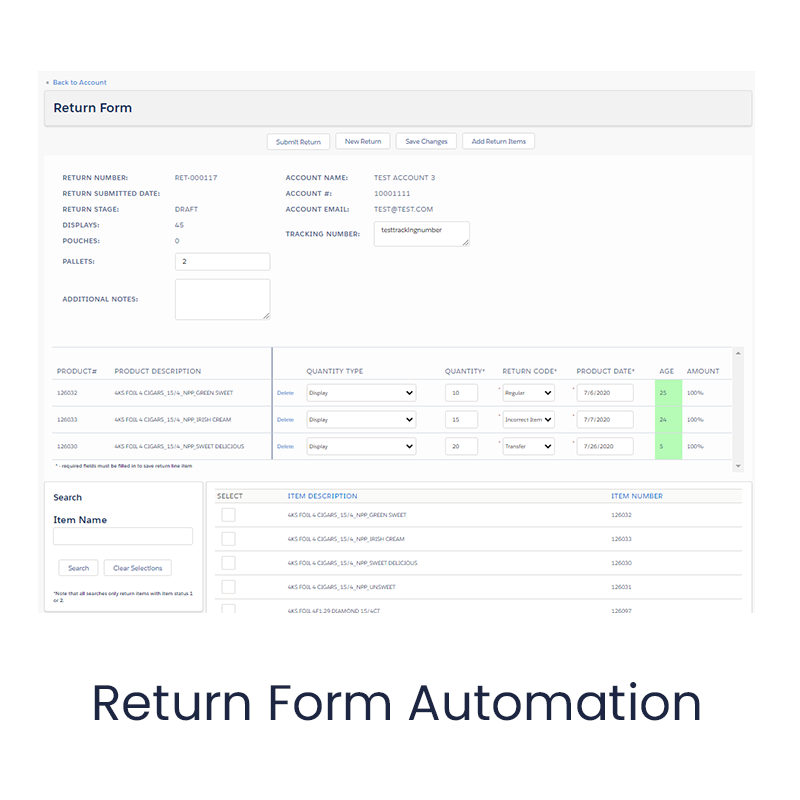 ◂ Back to Account
Return Form
Submit Return New Return Save Changes Add Return Items
RETURN NUMBER: RET-000117 ACCOUNT NAME: TEST ACCOUNT 3
RETURN SUBMITTED DATE: ACCOUNT #: 10001111
RETURN STAGE: DRAFT ACCOUNT EMAIL: TEST@TEST.COM
DISPLAYS: 45 TRACKING NUMBER: testtrackingnumber
POUCHES: 0
PALLETS: 2
ADDITIONAL NOTES:
PRODUCT# PRODUCT DESCRIPTION QUANTITY TYPE QUANTITY* RETURN CODE* PRODUCT DATE* AGE AMOUNT
126032 4KS FOIL 4 CIGARS_15/4_NPP_GREEN SWEET Delete Display 10 * Regular * 7/6/2020 25 100%
126033 4KS FOIL 4 CIGARS_15/4_NPP_IRISH CREAM Delete Display 15 * Incorrect Item * 7/7/2020 24 100%
126030 4KS FOIL 4 CIGARS_15/4_NPP_SWEET DELICIOUS Delete Display 20 * Transfer * 7/26/2020 5 100%
* - required fields must be filled in to save return line item
Search
Item Name
Search Clear Selections
*Note that all searches only return items with item status 1
or 2.
SELECT ITEM DESCRIPTION ITEM NUMBER
4KS FOIL 4 CIGARS_15/4_NPP_GREEN SWEET 126032
4KS FOIL 4 CIGARS_15/4_NPP_IRISH CREAM 126033
4KS FOIL 4 CIGARS_15/4_NPP_SWEET DELICIOUS 126030
4KS FOIL 4 CIGARS_15/4_NPP_UNSWEET 126031
4KS FOIL 4F1.29 DIAMOND 15/4CT 126097
Return Form Automation